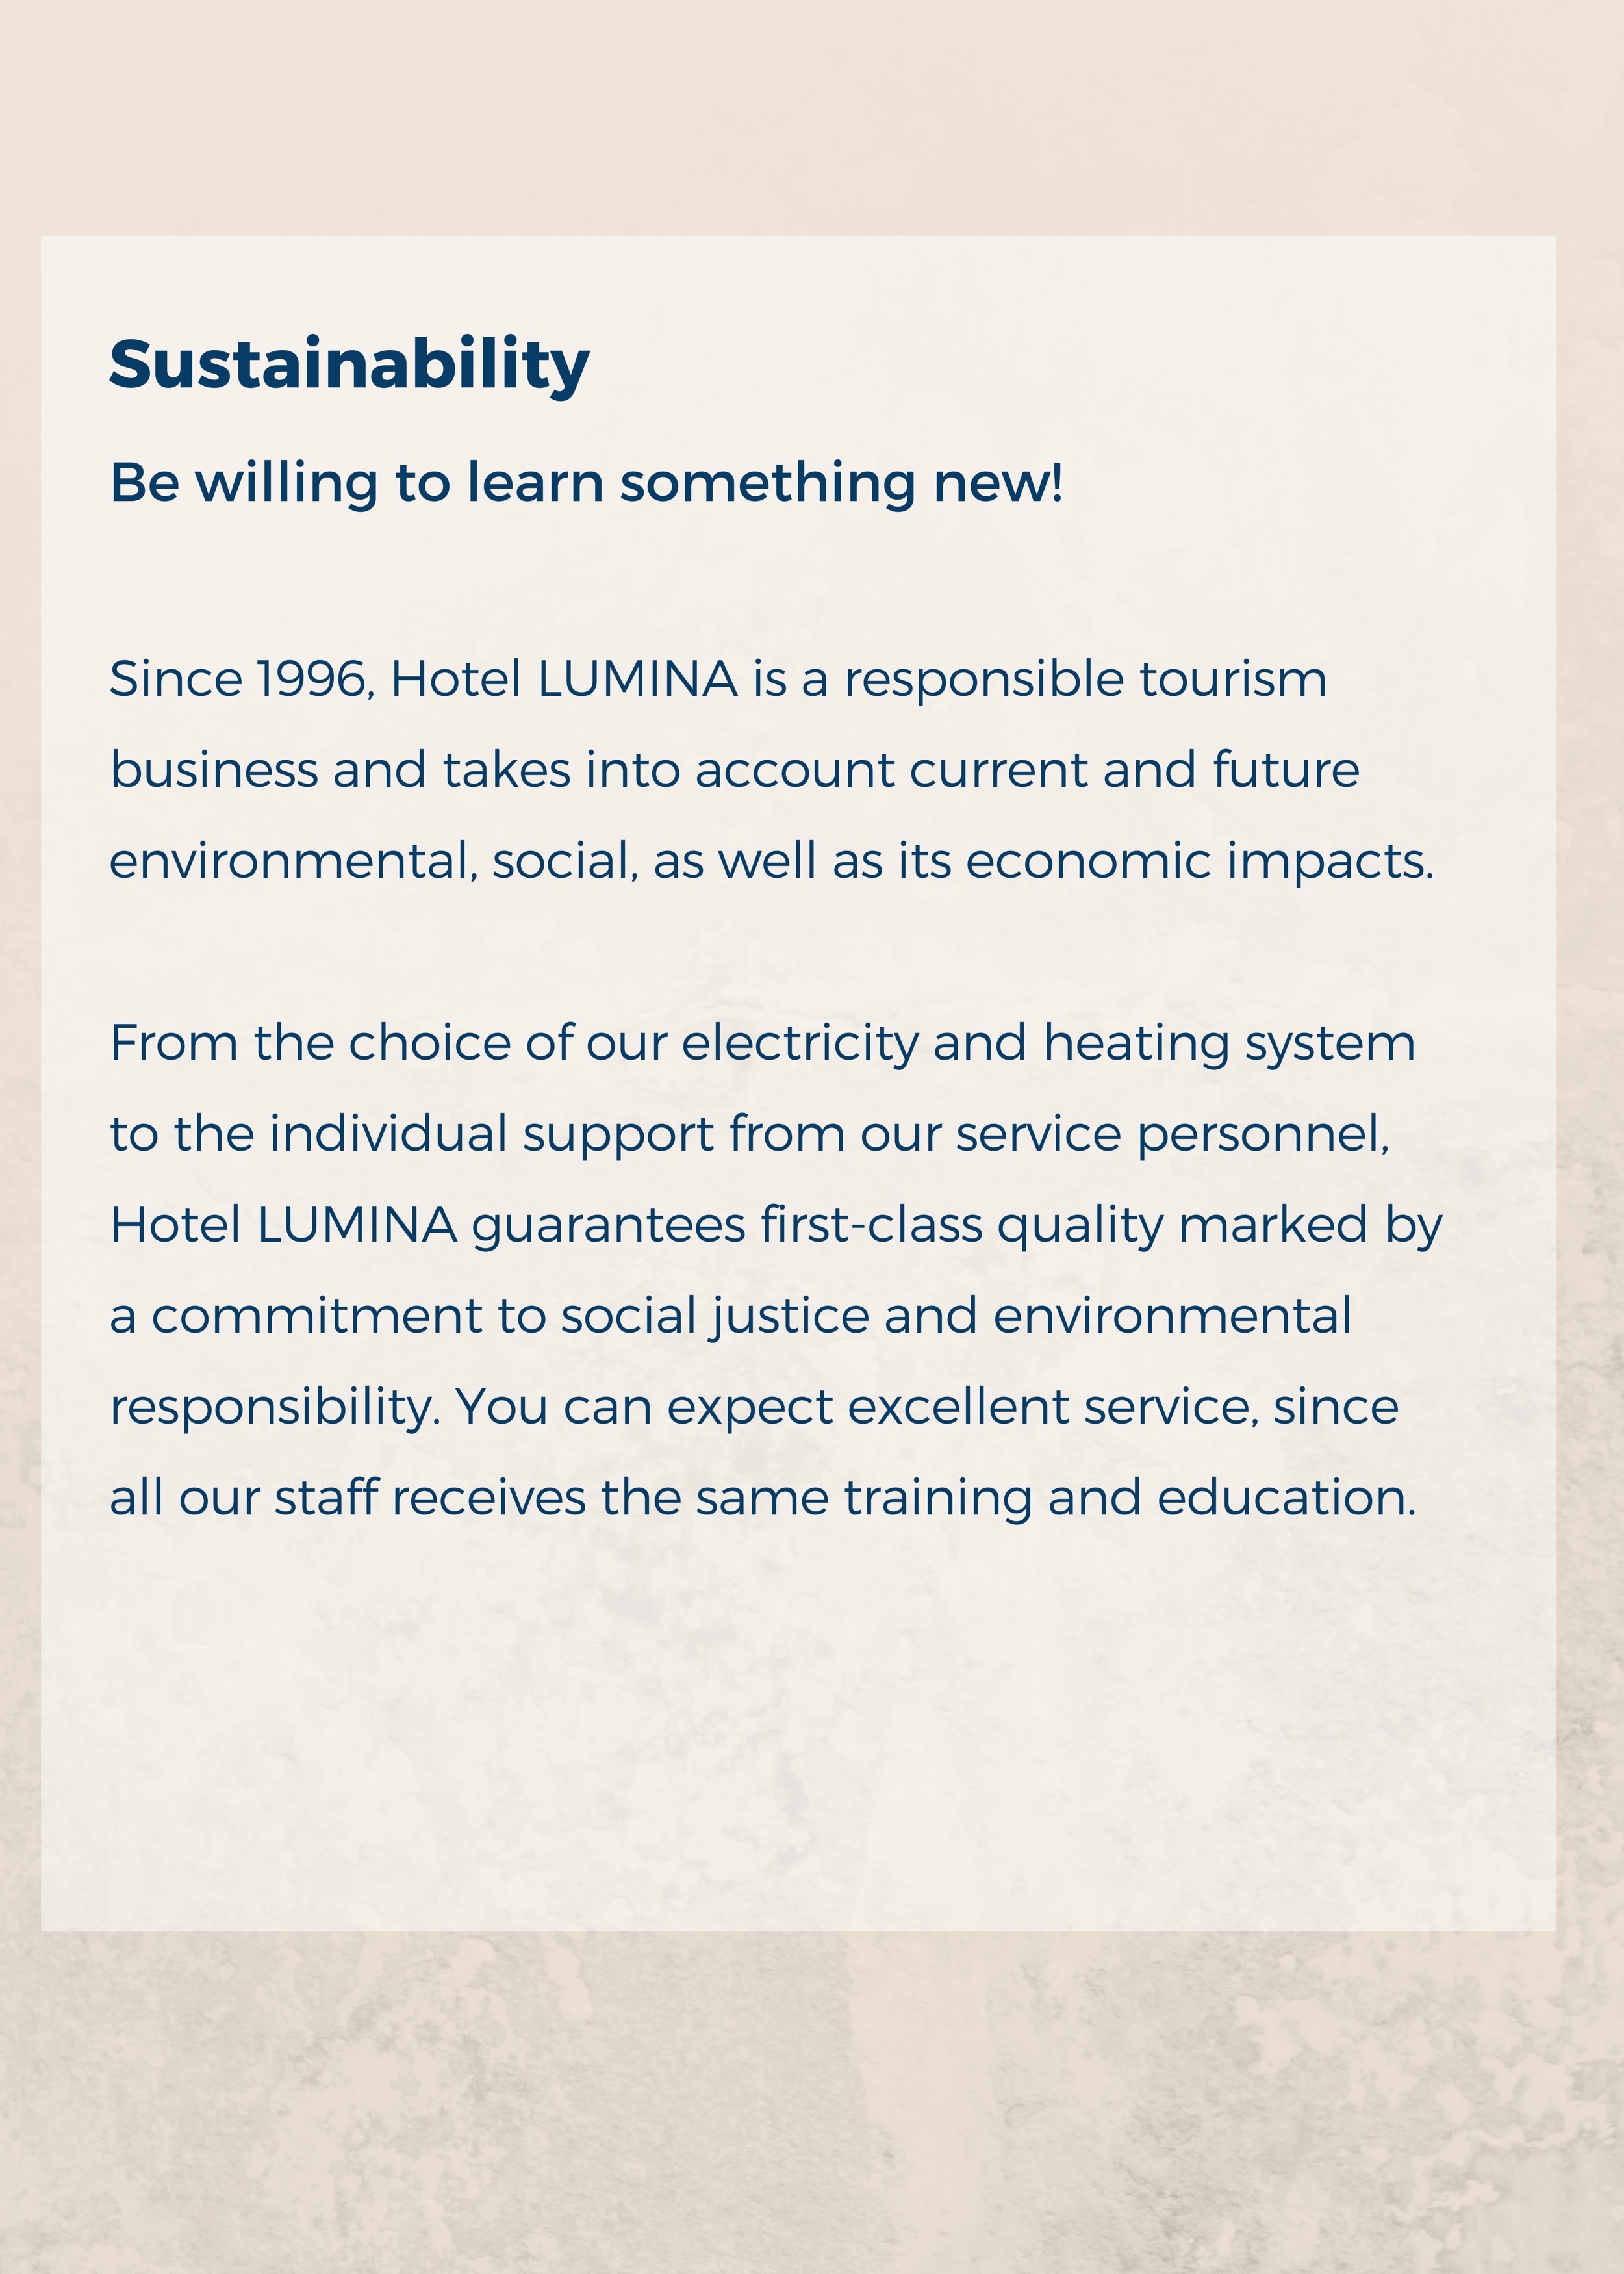 Sustainability
Be willing to learn something new!
Since 1996, Hotel LUMINA is a responsible tourism
business and takes into account current and future
environmental, social, as well as its economic impacts.
From the choice of our electricity and heating system
to the individual support from our service personnel,
Hotel LUMINA guarantees first-class quality marked by
a commitment to social justice and environmental
responsibility. You can expect excellent service, since
all our staff receives the same training and education.